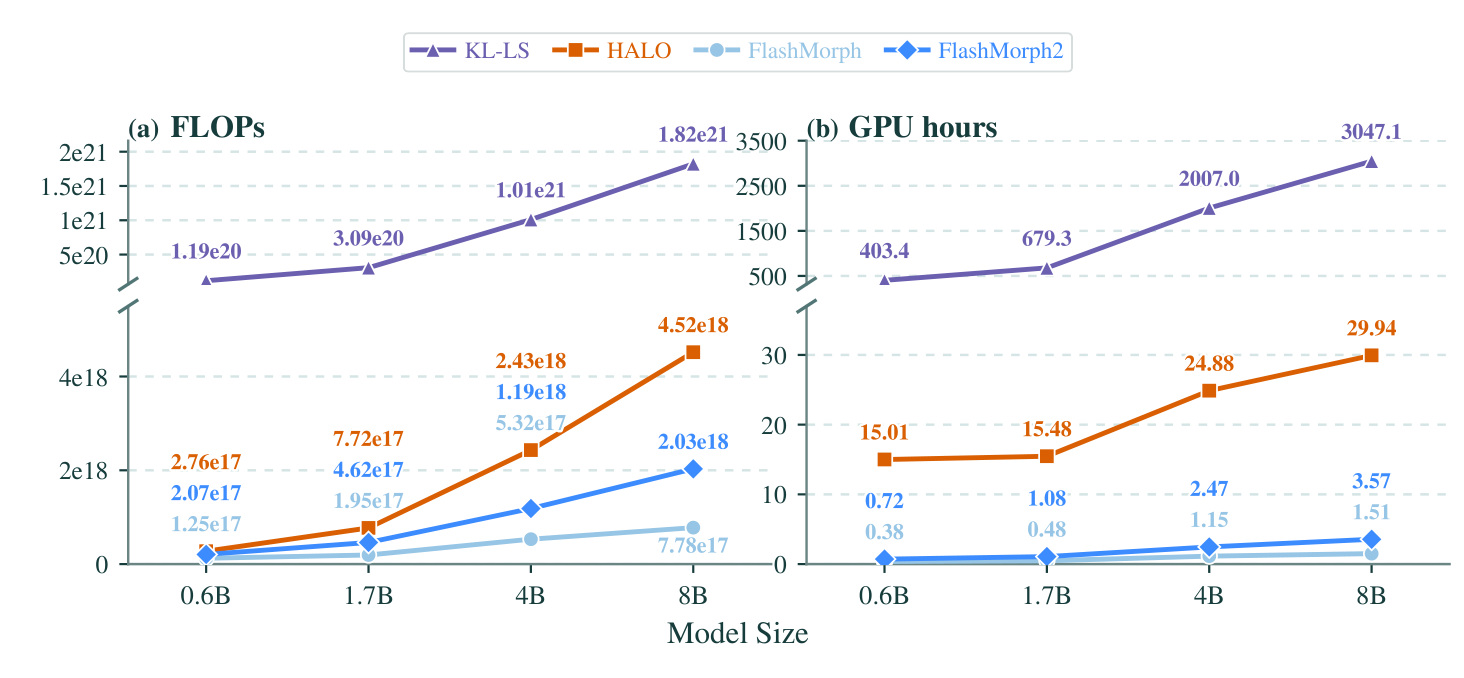 KL-LS HALO FlashMorph FlashMorph2
(a) FLOPs
2e21
1.5e21
1e21
5e20
4e18
2e18
0
1.19e20
3.09e20
1.01e21
1.82e21
2.76e17
2.07e17
1.25e17
7.72e17
4.62e17
1.95e17
2.43e18
1.19e18
5.32e17
4.52e18
2.03e18
7.78e17
0.6B 1.7B 4B 8B
(b) GPU hours
3500
2500
1500
500
30
20
10
0
403.4
679.3
2007.0
3047.1
15.01
0.72
0.38
15.48
1.08
0.48
24.88
2.47
1.15
29.94
3.57
1.51
0.6B 1.7B 4B 8B
Model Size